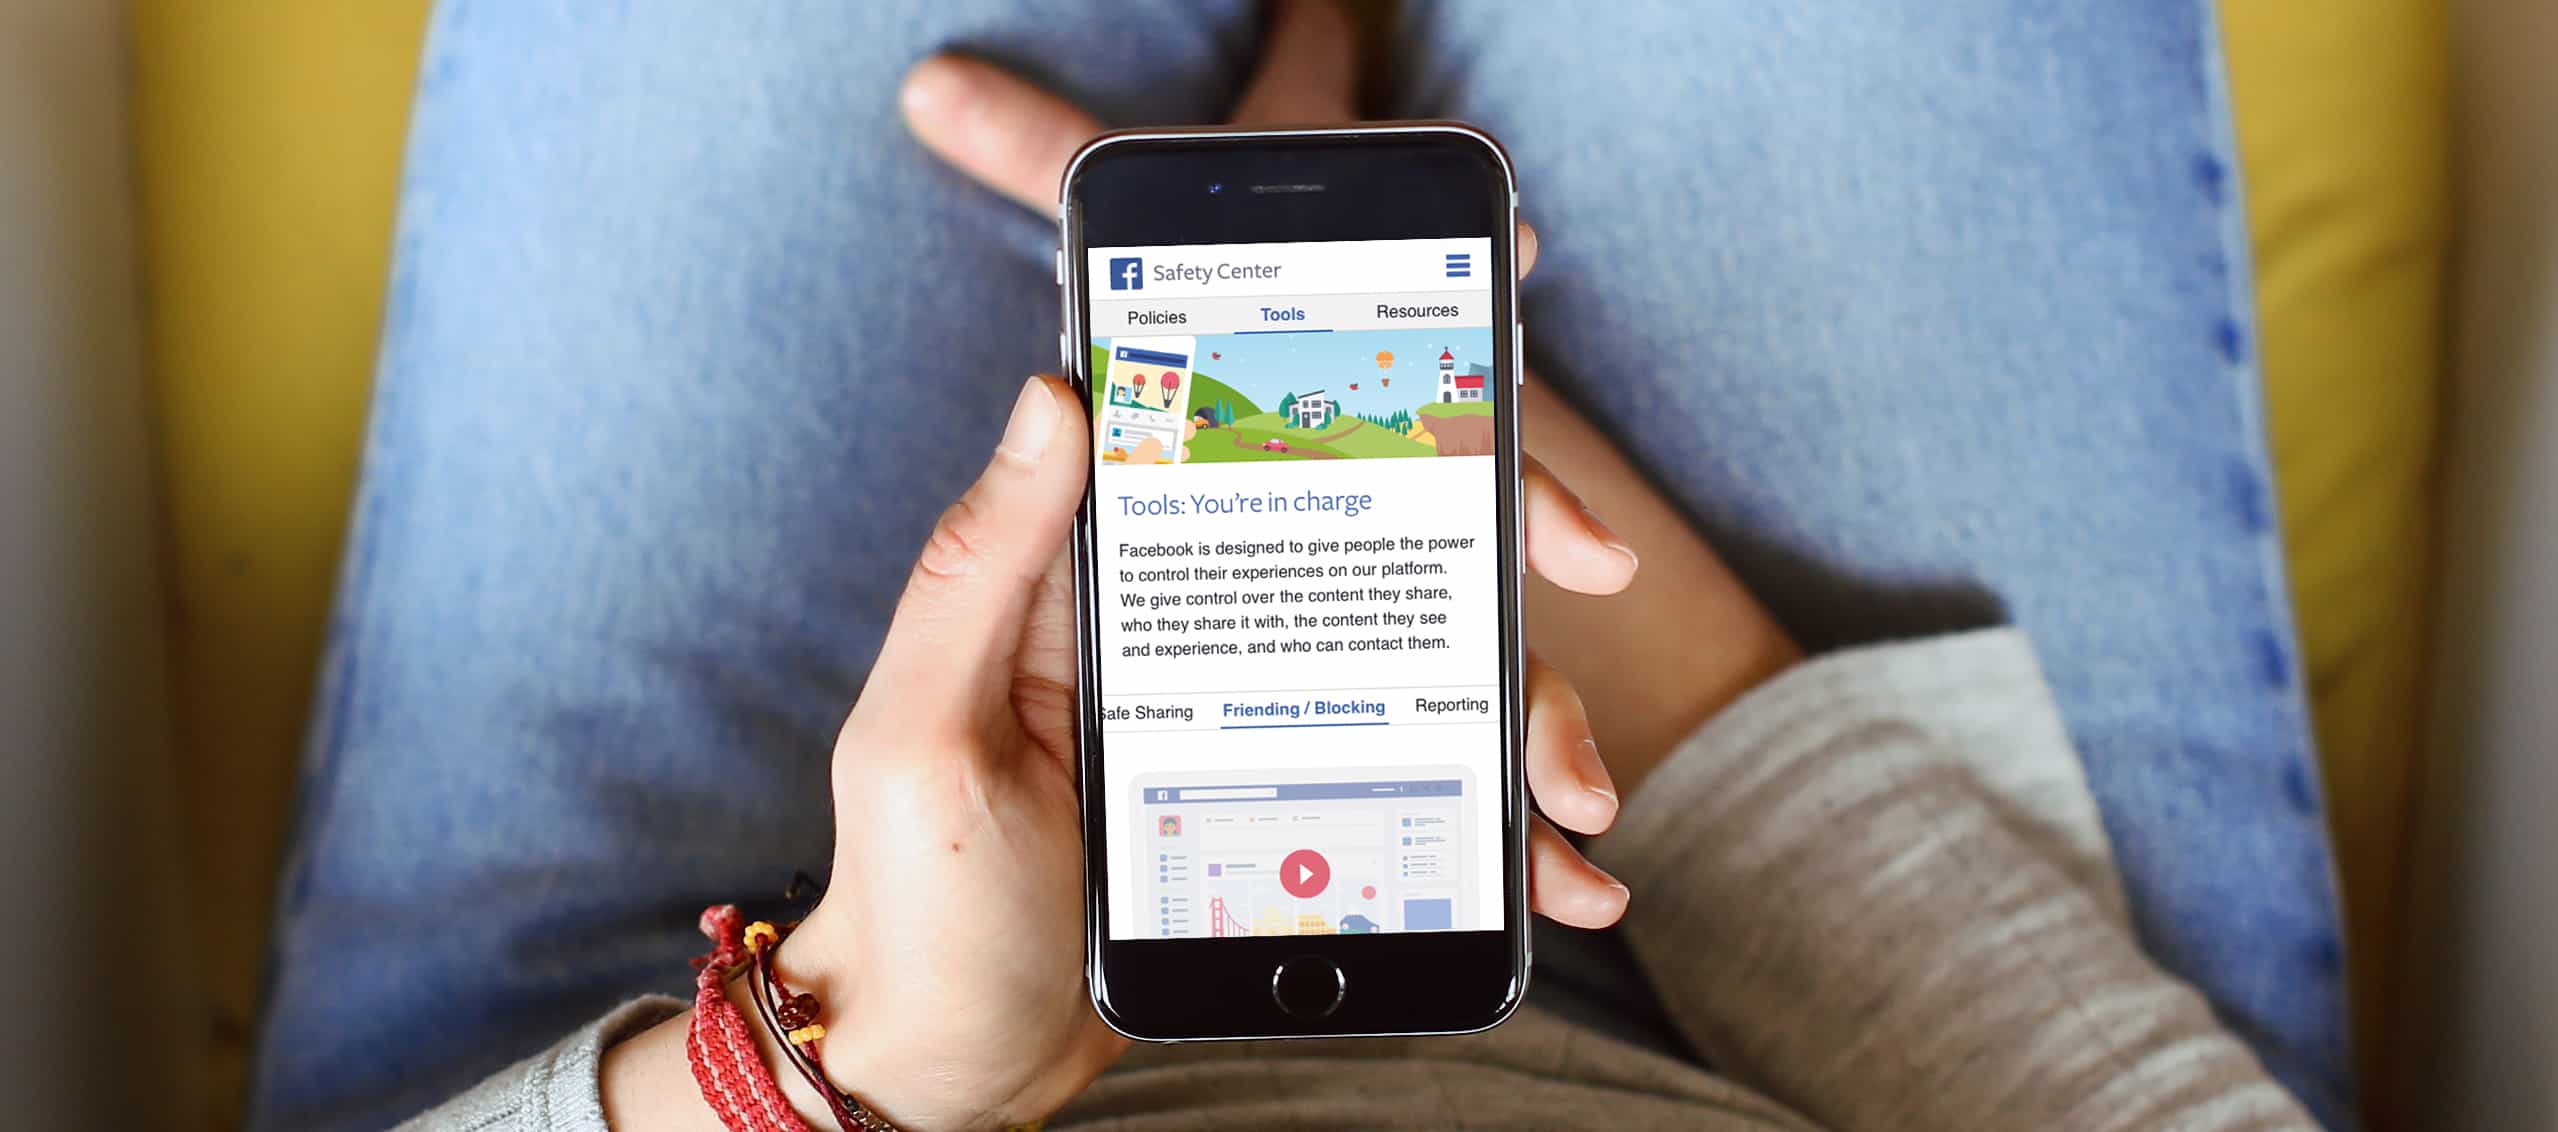 Safety Center
Policies Tools Resources
Tools: You're in charge
Facebook is designed to give people the power
to control their experiences on our platform.
We give control over the content they share,
who they share it with, the content they see
and experience, and who can contact them.
Safe Sharing Friending / Blocking Reporting